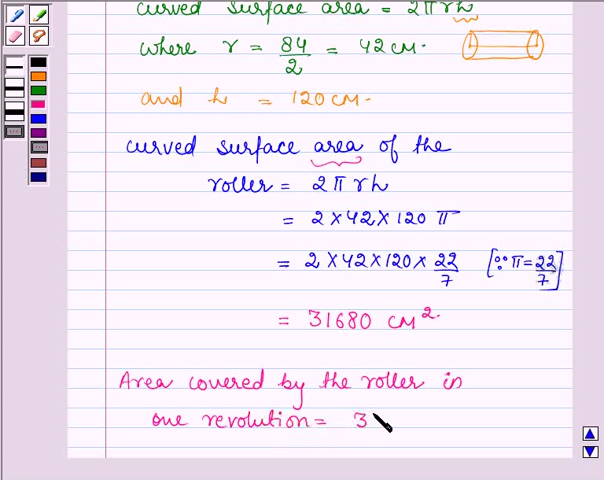 curved surface area = 2πrh
where r = 84/2 = 42 cm.
and h = 120 cm.
curved surface area of the
roller = 2πrh
= 2×42×120 π
= 2×42×120×22/7 [∵π=22/7]
= 31680 cm²
Area covered by the roller in
one revolution = 3